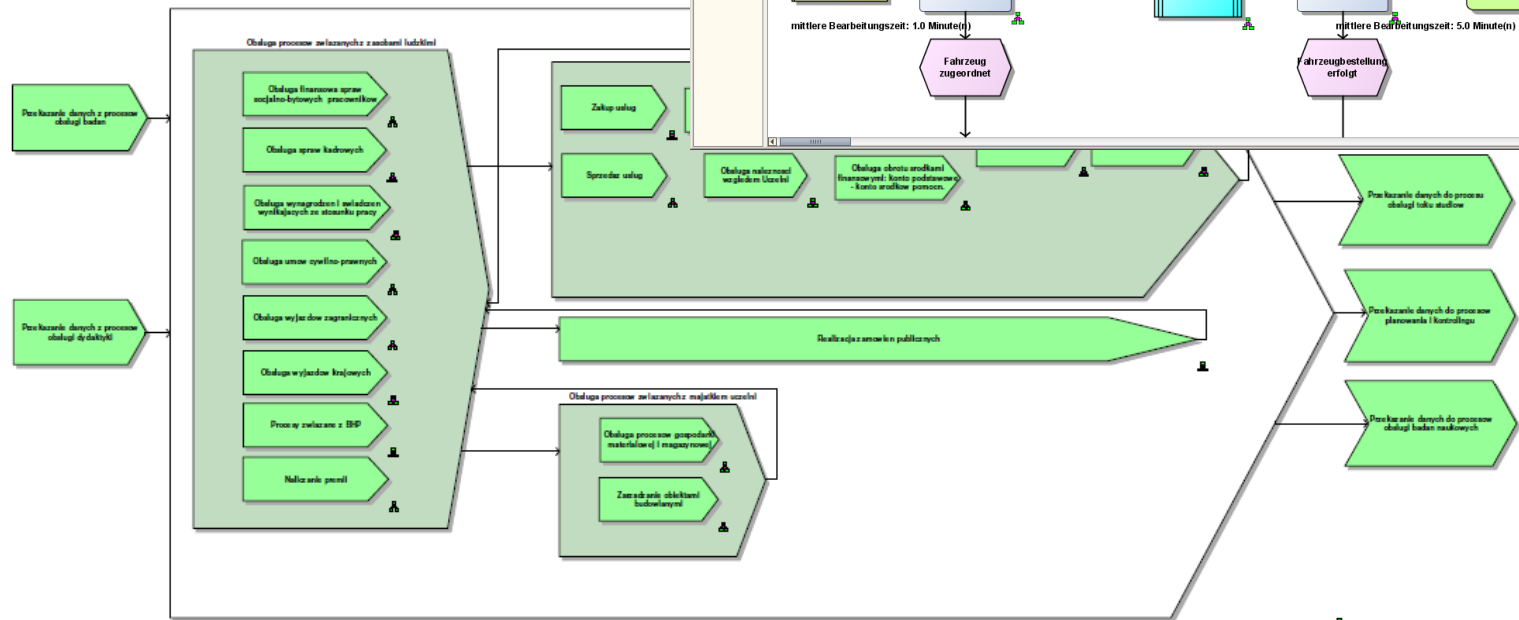 mittlere Bearbeitungszeit: 1.0 Minute(n)
mittlere Bearbeitungszeit: 5.0 Minute(n)
Fahrzeug
zugeordnet
Fahrzeugbestellung
erfolgt
Przekazanie danych z procesow
obslugi badan
Przekazanie danych z procesow
obslugi dydaktyki
Obsluga procesow zwiazanych z zasobami ludzkimi
Obsluga finansowa spraw
socjalno-bytowych pracownikow
Obsluga spraw kadrowych
Obsluga wynagrodzen i swiadczen
wynikajacych ze stosunku pracy
Obsluga umow cywilno-prawnych
Obsluga wyjazdow zagranicznych
Obsluga wyjazdow krajowych
Procesy zwiazane z BHP
Naliczanie premii
Zakup uslug
Sprzedaz uslug
Obsluga naleznosci
wzgledem Uczelni
Obsluga obrotu srodkami
finansowymi: Konto podstawowe
- konto srodkow pomocn.
Realizacja zamowien publicznych
Obsluga procesow zwiazanych z majatkiem uczelni
Obsluga procesow gospodarki
materialowej i magazynowej
Zarzadzanie obiektami
budowlanymi
Przekazanie danych do procesu
obslugi toku studiow
Przekazanie danych do procesow
planowania i kontrolingu
Przekazanie danych do procesow
obslugi badan naukowych